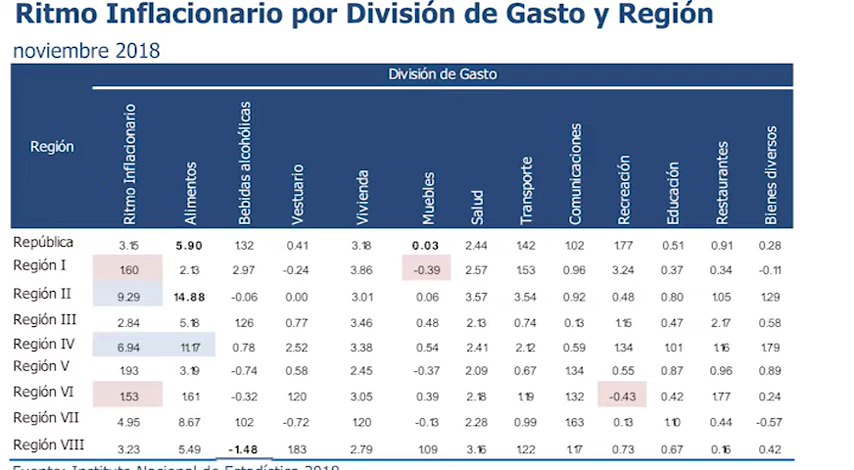 Ritmo Inflacionario por División de Gasto y Región
noviembre 2018
División de Gasto
Región Ritmo Inflacionario Alimentos Bebidas alcohólicas Vestuario Vivienda Muebles Salud Transporte Comunicaciones Recreación Educación Restaurantes Bienes diversos
República 3.15 5.90 1.32 0.41 3.18 0.03 2.44 1.42 1.02 1.77 0.51 0.91 0.28
Región I 1.60 2.13 2.97 -0.24 3.86 -0.39 2.57 1.53 0.96 3.24 0.37 0.34 -0.11
Región II 9.29 14.88 -0.06 0.00 3.01 0.06 3.57 3.54 0.92 0.48 0.80 1.05 1.29
Región III 2.84 5.18 1.26 0.77 3.46 0.48 2.13 0.74 0.13 1.15 0.47 2.17 0.58
Región IV 6.94 11.17 0.78 2.52 3.38 0.54 2.41 2.12 0.59 1.34 1.01 1.16 1.79
Región V 1.93 3.19 -0.74 0.58 2.45 -0.37 2.09 0.67 1.34 0.55 0.87 0.96 0.89
Región VI 1.53 1.61 -0.32 1.20 3.05 0.39 2.18 1.19 1.32 -0.43 0.42 1.77 0.24
Región VII 4.95 8.67 1.02 -0.72 1.20 -0.13 2.28 0.99 1.63 0.13 1.10 0.44 -0.57
Región VIII 3.23 5.49 -1.48 1.83 2.79 1.09 3.16 1.22 1.17 0.73 0.67 0.16 0.42
Fuente: Instituto Nacional de Estadística 2018